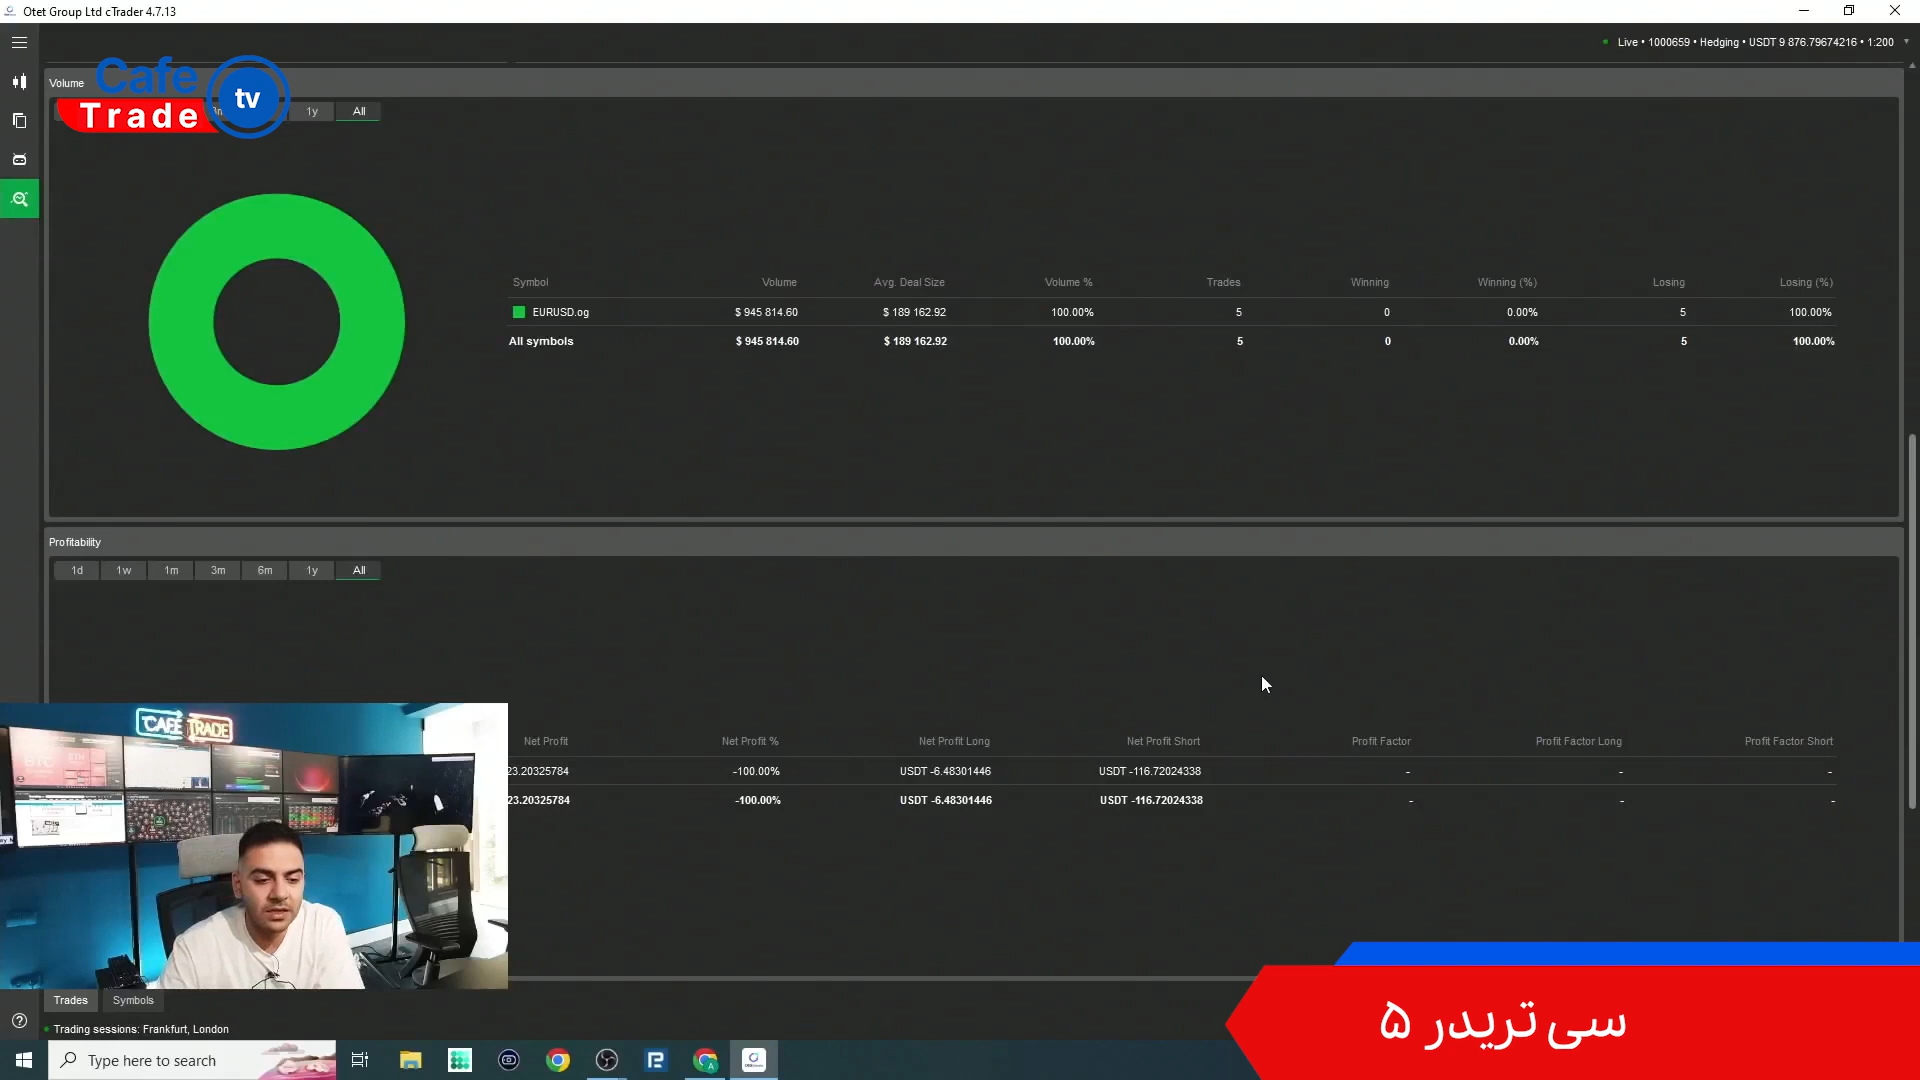 Otet Group Ltd cTrader 4.7.13
Live • 1000659 • Hedging • USDT 9 876.79674216 • 1:200
Volume
Cafe
Trade
tv
1y All
Symbol Volume Avg. Deal Size Volume % Trades Winning Winning (%) Losing Losing (%)
EURUSD.og $ 945 814.60 $ 189 162.92 100.00% 5 0 0.00% 5 100.00%
All symbols $ 945 814.60 $ 189 162.92 100.00% 5 0 0.00% 5 100.00%
Profitability
1d 1w 1m 3m 6m 1y All
Net Profit Net Profit % Net Profit Long Net Profit Short Profit Factor Profit Factor Long Profit Factor Short
23.20325784 -100.00% USDT -6.48301446 USDT -116.72024338 - - -
23.20325784 -100.00% USDT -6.48301446 USDT -116.72024338 - - -
CAFE TRADE
BTC
Trades Symbols
Trading sessions: Frankfurt, London
سی تریدر ۵
Type here to search